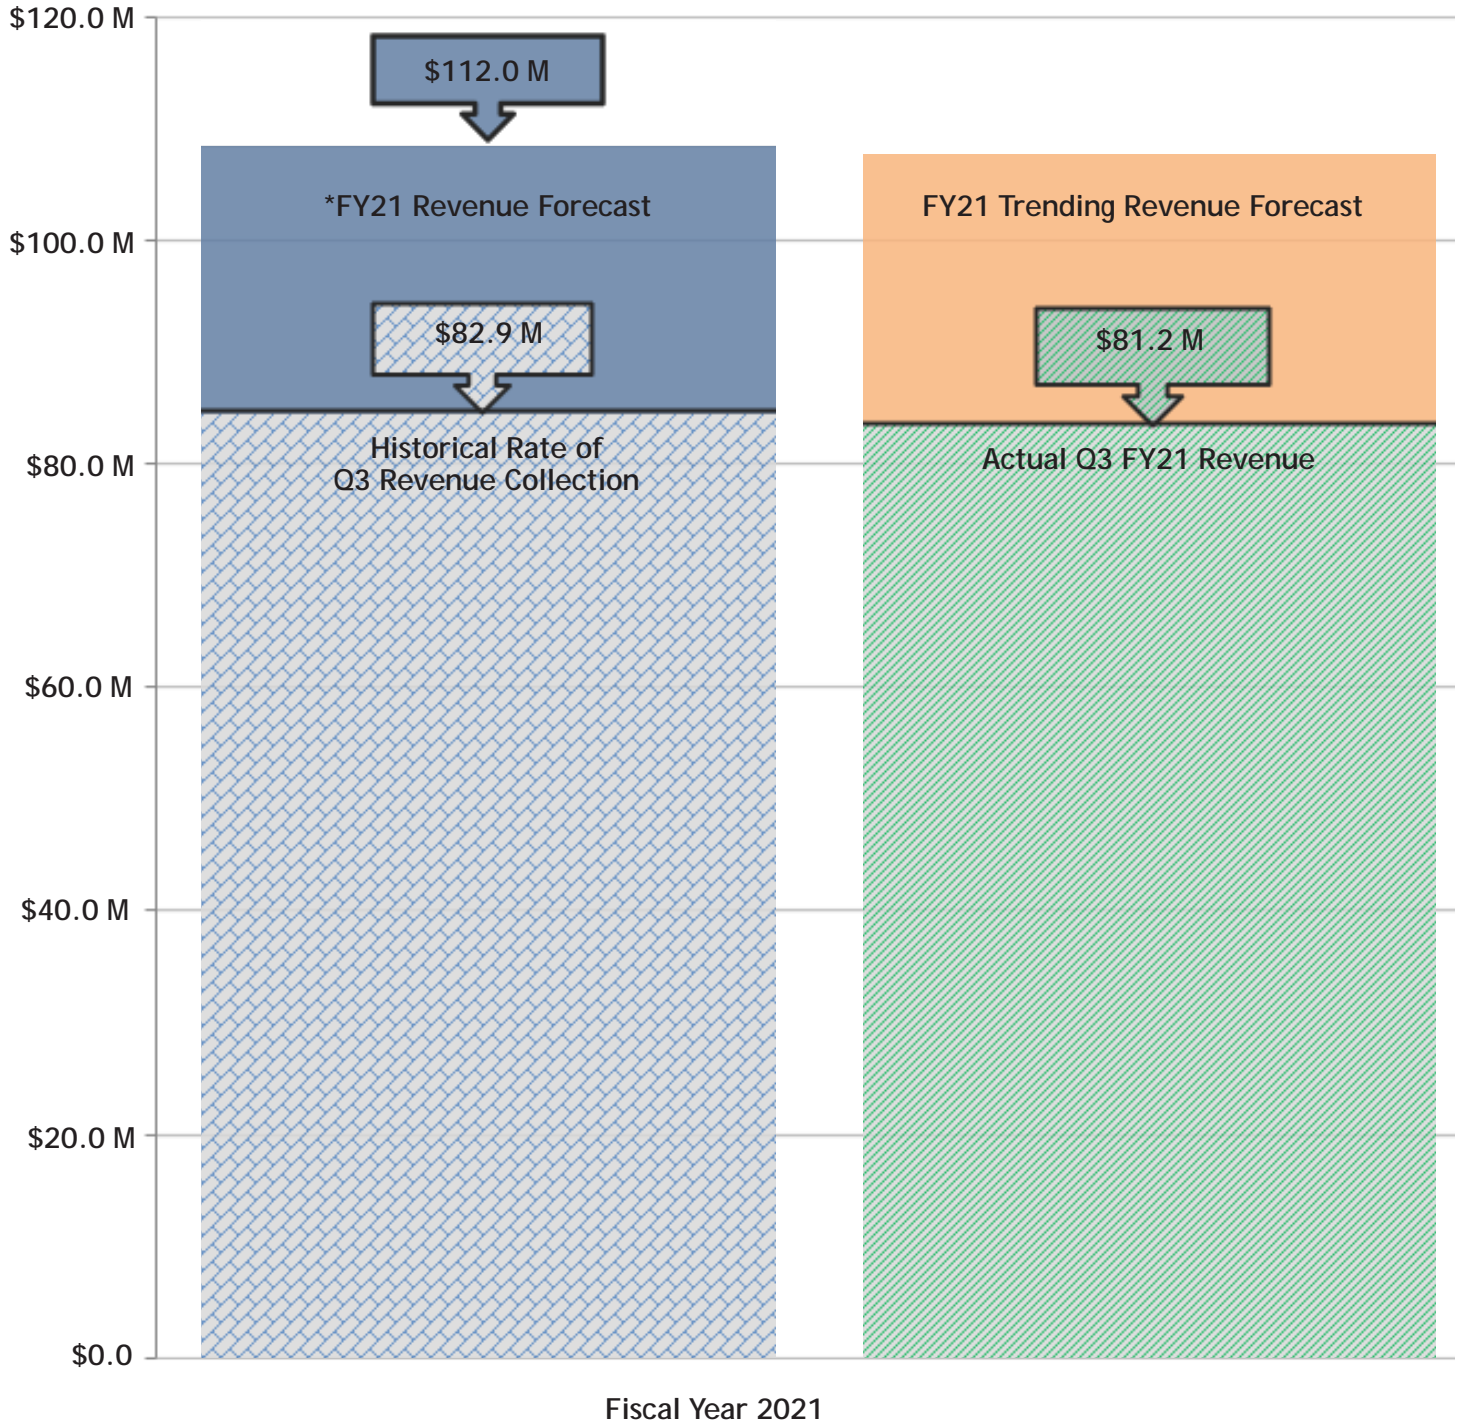 $120.0 M
$112.0 M
*FY21 Revenue Forecast
FY21 Trending Revenue Forecast
$100.0 M
$82.9 M
$81.2 M
Historical Rate of
Q3 Revenue Collection
Actual Q3 FY21 Revenue
$80.0 M
$60.0 M
$40.0 M
$20.0 M
$0.0
Fiscal Year 2021